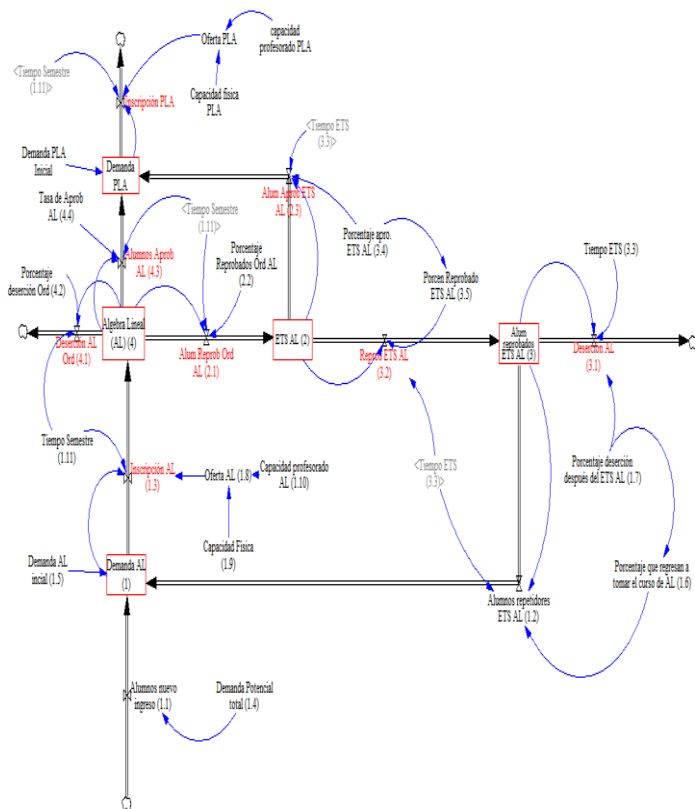 capacidad
profesorado PLA
Oferta PLA
<Tiempo Semestre
(1.11)>
Capacidad física
PLA
Inscripción PLA
<Tiempo ETS
(3.3)>
Demanda PLA
Inicial
Demanda
PLA
Alum Aprob ETS
AL (2.3)
Tasa de Aprob
AL (4.4)
<Tiempo Semestre
(1.11)>
Porcentaje apro.
ETS AL (3.4)
Alumnos Aprob
AL (4.3)
Porcentaje
Reprobados Ord AL
(2.2)
Tiempo ETS (3.3)
Porcentaje
deserción Ord (4.2)
Porcen Reprobado
ETS AL (3.5)
Algebra Lineal
(AL) (4)
ETS AL (2)
Alum
reprobados
ETS AL (3)
Deserción AL
Ord (4.1)
Alum Reprob Ord
AL (2.1)
Repros ETS AL
(3.2)
Deserción AL
(3.1)
Tiempo Semestre
(1.11)
Inscripción AL
(1.3)
Oferta AL (1.8)
Capacidad profesorado
AL (1.10)
<Tiempo ETS
(3.3)>
Porcentaje deserción
después del ETS AL (1.7)
Capacidad Física
(1.9)
Demanda AL
incial (1.5)
Demanda AL
(1)
Porcentaje que regresan a
tomar el curso de AL (1.6)
Alumnos repetidores
ETS AL (1.2)
Alumnos nuevo
ingreso (1.1)
Demanda Potencial
total (1.4)